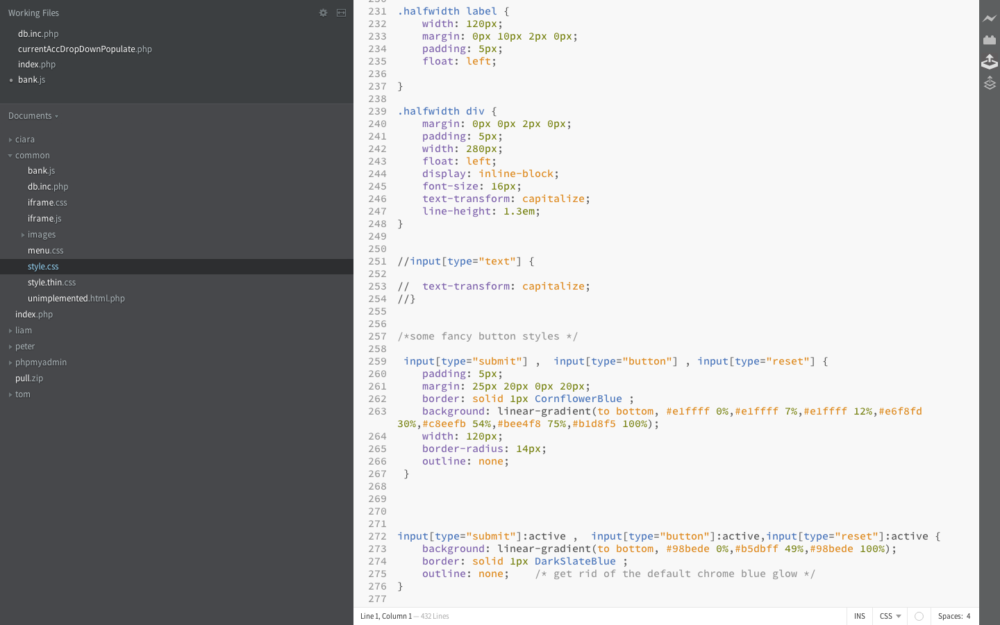 Working Files
db.inc.php
currentAccDropDownPopulate.php
index.php
bank.js
Documents
ciara
common
bank.js
db.inc.php
iframe.css
iframe.js
images
menu.css
style.css
style.thin.css
unimplemented.html.php
index.php
liam
peter
phpmyadmin
pull.zip
tom
231 .halfwidth label {
232     width: 120px;
233     margin: 0px 10px 2px 0px;
234     padding: 5px;
235     float: left;
236
237 }
238
239 .halfwidth div {
240     margin: 0px 0px 2px 0px;
241     padding: 5px;
242     width: 280px;
243     float: left;
244     display: inline-block;
245     font-size: 16px;
246     text-transform: capitalize;
247     line-height: 1.3em;
248 }
249
250
251 //input[type="text"] {
252
253 //  text-transform: capitalize;
254 //}
255
256
257 /*some fancy button styles */
258
259  input[type="submit"] ,  input[type="button"] , input[type="reset"] {
260     padding: 5px;
261     margin: 25px 20px 0px 20px;
262     border: solid 1px CornflowerBlue ;
263     background: linear-gradient(to bottom, #e1ffff 0%,#e1ffff 7%,#e1ffff 12%,#e6f8fd
30%,#c8eefb 54%,#bee4f8 75%,#b1d8f5 100%);
264     width: 120px;
265     border-radius: 14px;
266     outline: none;
267  }
268
269
270
271
272 input[type="submit"]:active ,  input[type="button"]:active,input[type="reset"]:active {
273     background: linear-gradient(to bottom, #98bede 0%,#b5dbff 49%,#98bede 100%);
274     border: solid 1px DarkSlateBlue ;
275     outline: none;    /* get rid of the default chrome blue glow */
276 }
277
Line 1, Column 1 — 432 Lines
INS
CSS
Spaces: 4